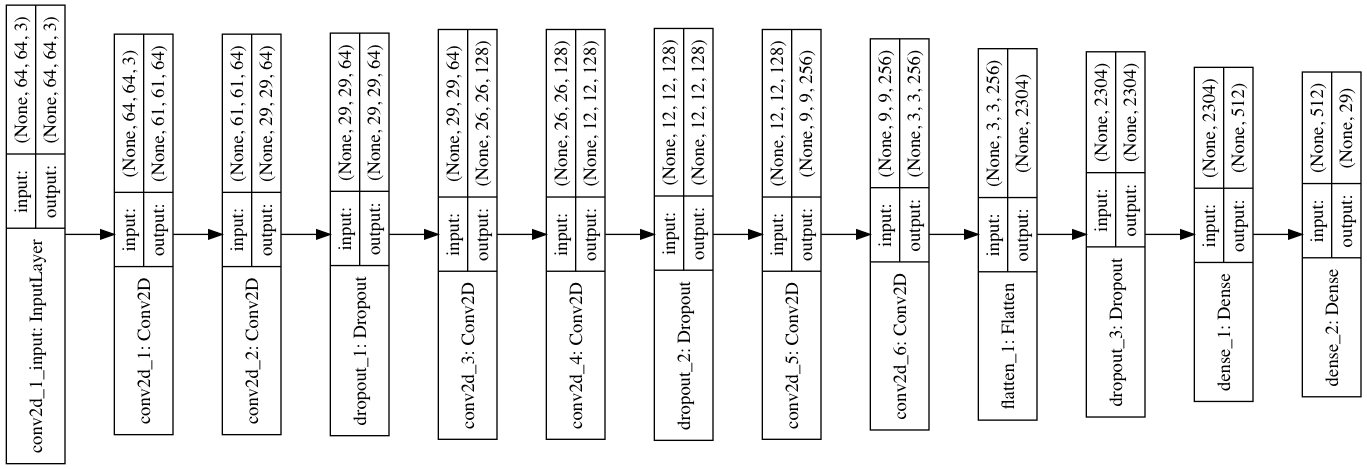 conv2d_1_input: InputLayer
input: (None, 64, 64, 3)
output: (None, 64, 64, 3)
conv2d_1: Conv2D
input: (None, 64, 64, 3)
output: (None, 61, 61, 64)
conv2d_2: Conv2D
input: (None, 61, 61, 64)
output: (None, 29, 29, 64)
dropout_1: Dropout
input: (None, 29, 29, 64)
output: (None, 29, 29, 64)
conv2d_3: Conv2D
input: (None, 29, 29, 64)
output: (None, 26, 26, 128)
conv2d_4: Conv2D
input: (None, 26, 26, 128)
output: (None, 12, 12, 128)
dropout_2: Dropout
input: (None, 12, 12, 128)
output: (None, 12, 12, 128)
conv2d_5: Conv2D
input: (None, 12, 12, 128)
output: (None, 9, 9, 256)
conv2d_6: Conv2D
input: (None, 9, 9, 256)
output: (None, 3, 3, 256)
flatten_1: Flatten
input: (None, 3, 3, 256)
output: (None, 2304)
dropout_3: Dropout
input: (None, 2304)
output: (None, 2304)
dense_1: Dense
input: (None, 2304)
output: (None, 512)
dense_2: Dense
input: (None, 512)
output: (None, 29)